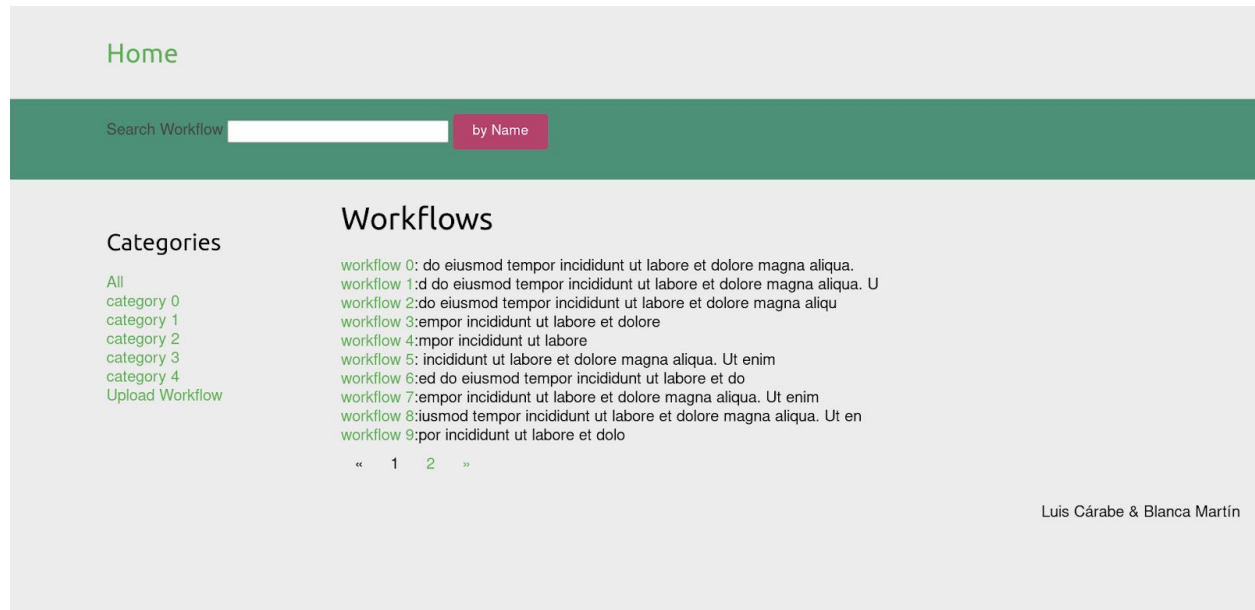 Home
Search Workflow by Name
Categories
All
category 0
category 1
category 2
category 3
category 4
Upload Workflow
Workflows
workflow 0: do eiusmod tempor incididunt ut labore et dolore magna aliqua.
workflow 1:d do eiusmod tempor incididunt ut labore et dolore magna aliqua. U
workflow 2:do eiusmod tempor incididunt ut labore et dolore magna aliqu
workflow 3:empor incididunt ut labore et dolore
workflow 4:mpor incididunt ut labore
workflow 5: incididunt ut labore et dolore magna aliqua. Ut enim
workflow 6:ed do eiusmod tempor incididunt ut labore et do
workflow 7:empor incididunt ut labore et dolore magna aliqua. Ut enim
workflow 8:iusmod tempor incididunt ut labore et dolore magna aliqua. Ut en
workflow 9:por incididunt ut labore et dolo
« 1 2 »
Luis Cárabe & Blanca Martín